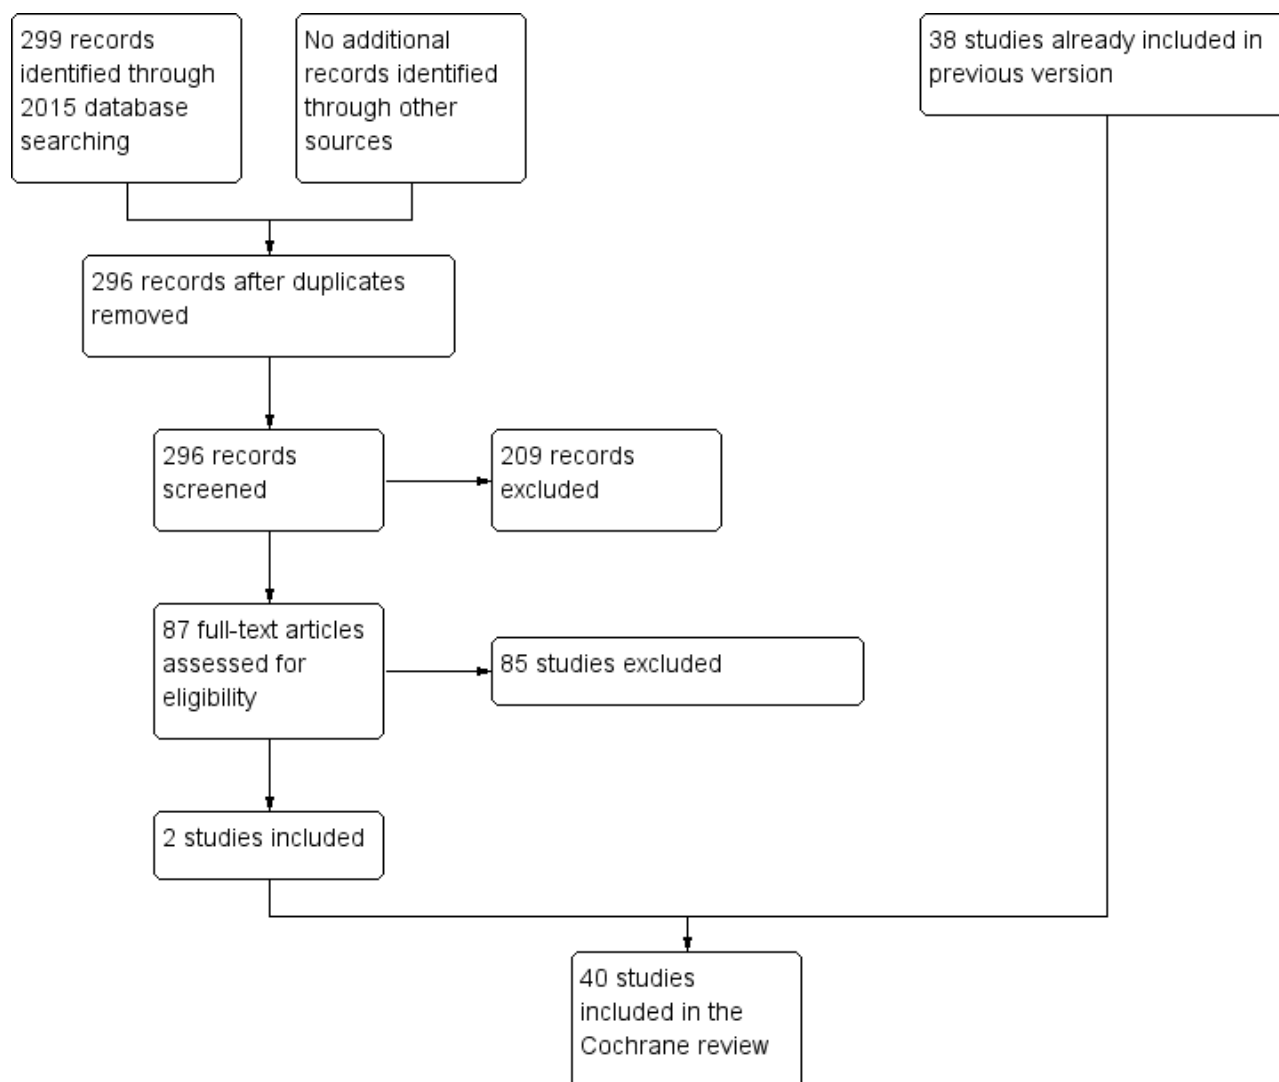 299 records
identified through
2015 database
searching
No additional
records identified
through other
sources
38 studies already included in
previous version
296 records after duplicates
removed
296 records
screened
209 records
excluded
87 full-text articles
assessed for
eligibility
85 studies excluded
2 studies included
40 studies
included in the
Cochrane review